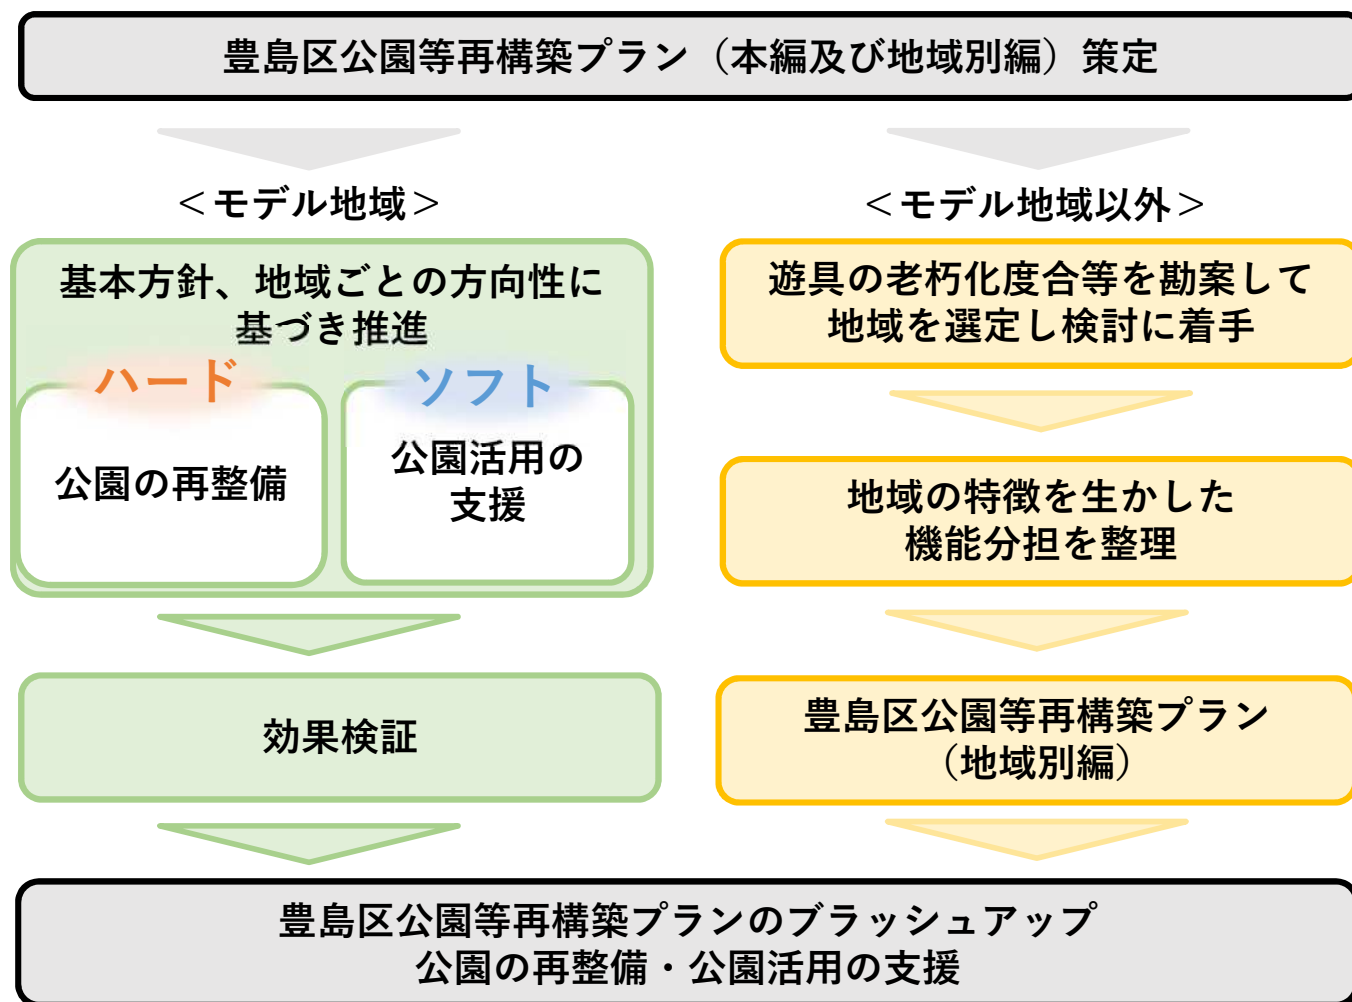 豊島区公園等再構築プラン（本編及び地域別編）策定
＜モデル地域＞
基本方針、地域ごとの方向性に
基づき推進
ハード
公園の再整備
ソフト
公園活用の
支援
効果検証
＜モデル地域以外＞
遊具の老朽化度合等を勘案して
地域を選定し検討に着手
地域の特徴を生かした
機能分担を整理
豊島区公園等再構築プラン
（地域別編）
豊島区公園等再構築プランのブラッシュアップ
公園の再整備・公園活用の支援